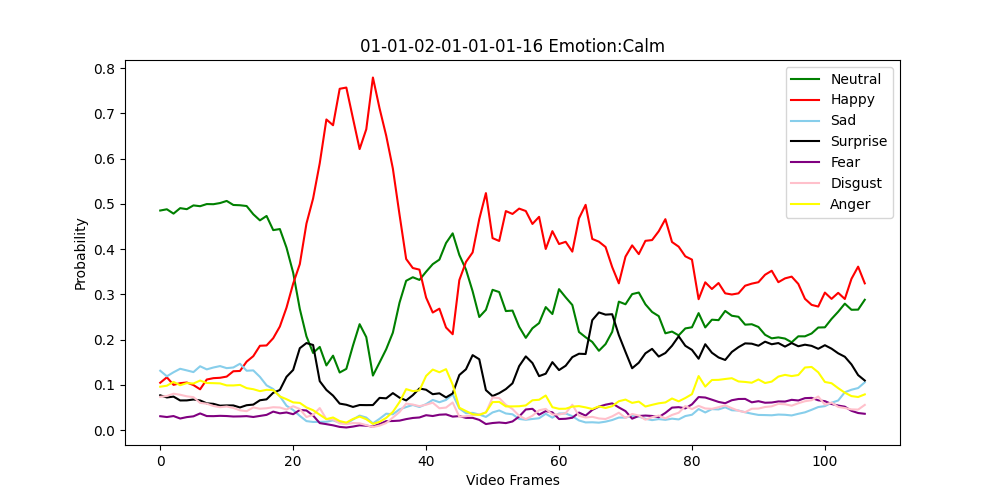 01-01-02-01-01-01-16 Emotion:Calm
Probability
0.8
0.7
0.6
0.5
0.4
0.3
0.2
0.1
0.0
Neutral
Happy
Sad
Surprise
Fear
Disgust
Anger
0 20 40 60 80 100
Video Frames